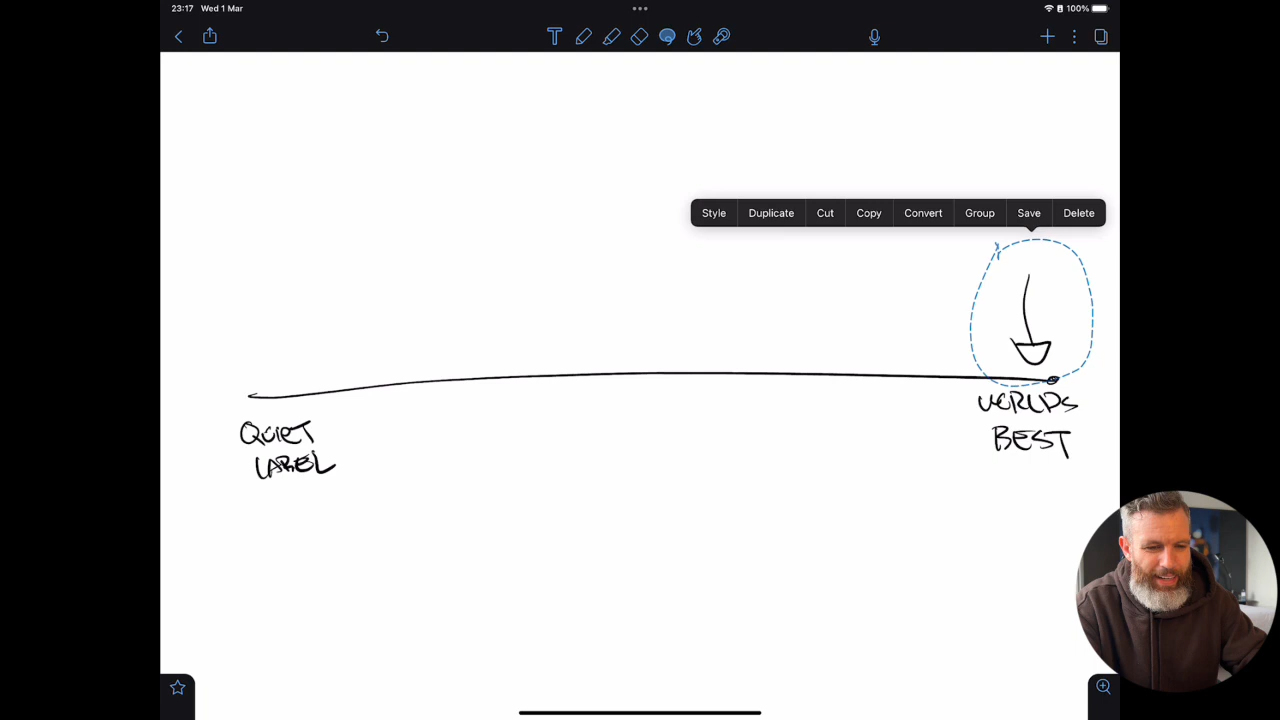 23:17 Wed 1 Mar
100%
T
Style Duplicate Cut Copy Convert Group Save Delete
WORLDS
BEST
QUIET
LABEL